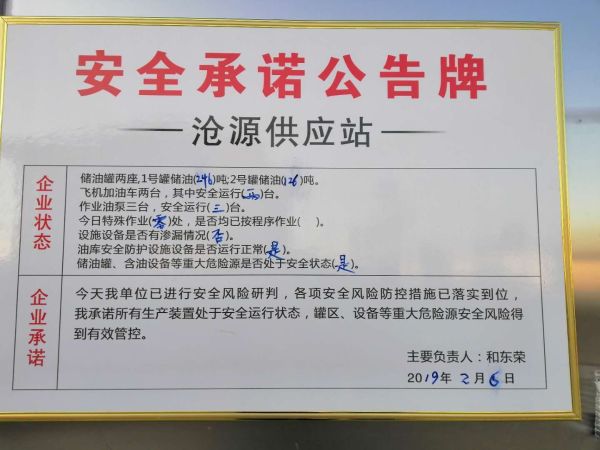 安全承诺公告牌
沧源供应站
企业状态
储油罐两座,1号罐储油(246)吨;2号罐储油(126)吨。
飞机加油车两台，其中安全运行(两)台。
作业油泵三台，安全运行(三)台。
今日特殊作业(零)处，是否均已按程序作业( )。
设施设备是否有渗漏情况(否)。
油库安全防护设施设备是否运行正常(是)。
储油罐、含油设备等重大危险源是否处于安全状态(是)。
企业承诺
今天我单位已进行安全风险研判，各项安全风险防控措施已落实到位，
我承诺所有生产装置处于安全运行状态，罐区、设备等重大危险源安全风险得
到有效管控。
主要负责人：和东荣
2019年 2月6日